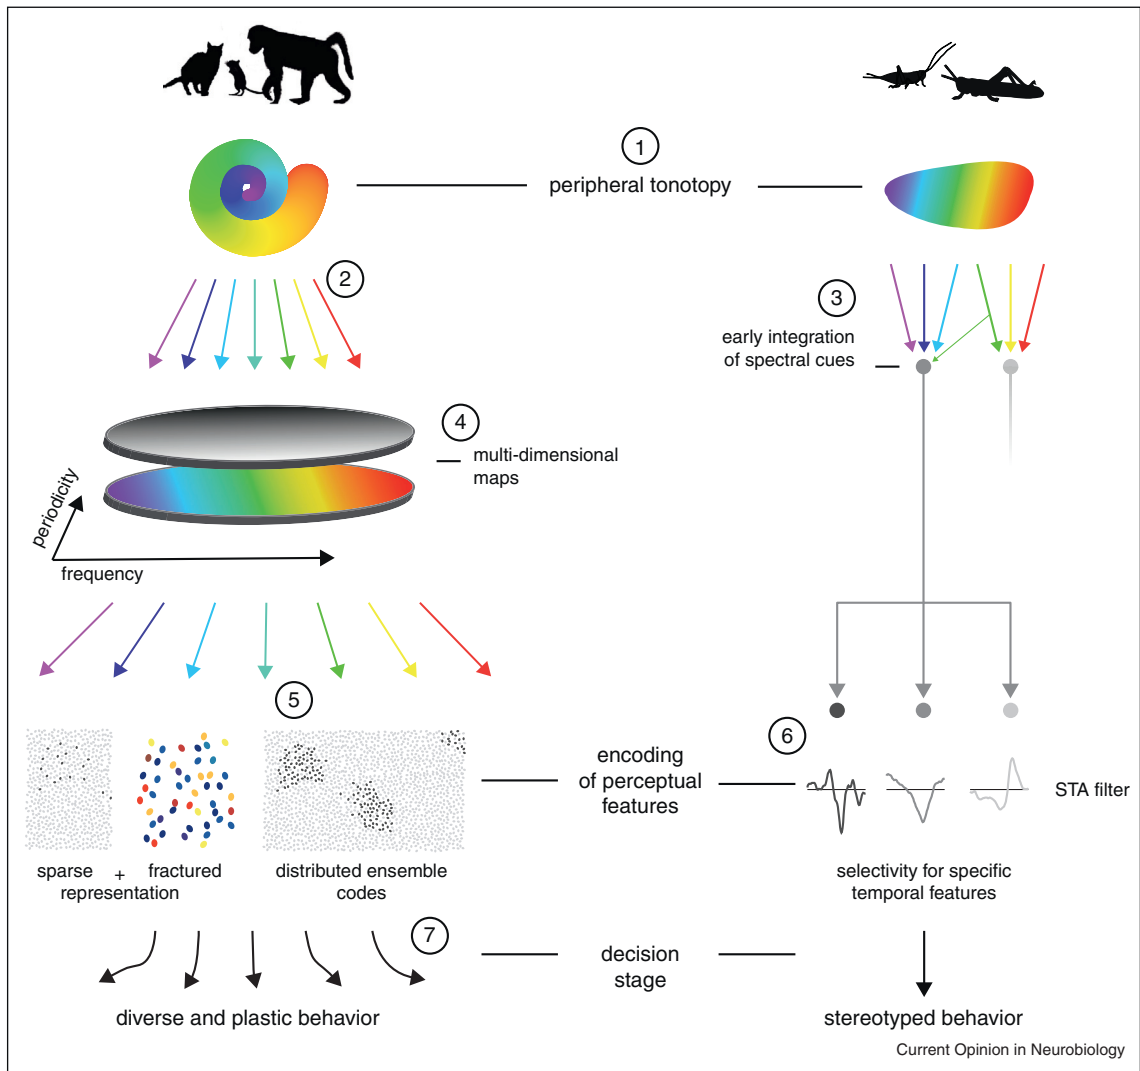 1
peripheral tonotopy
2
3
early integration
of spectral cues
4
multi-dimensional
maps
periodicity
frequency
5
6
encoding
of perceptual
features
STA filter
sparse + fractured
representation
distributed ensemble
codes
selectivity for specific
temporal features
7
decision
stage
diverse and plastic behavior
stereotyped behavior
Current Opinion in Neurobiology